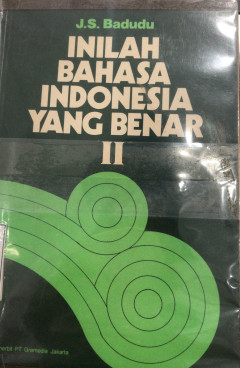 J.S. Badudu
INILAH
BAHASA
INDONESIA
YANG BENAR
II
PT Gramedia Jakarta